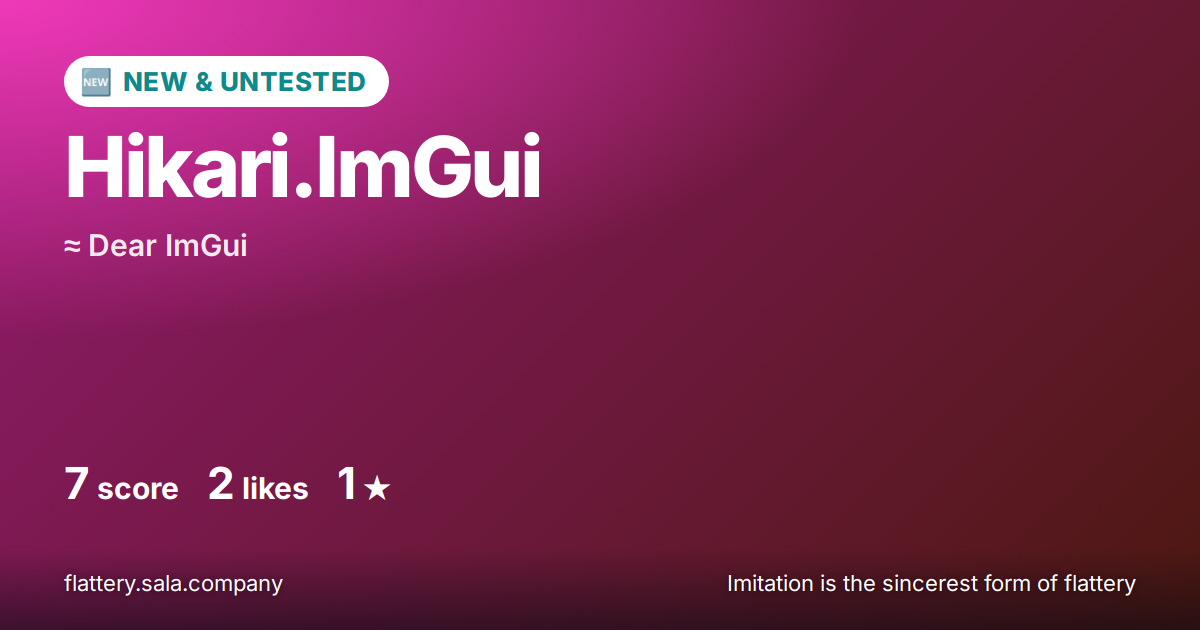 🆕 NEW & UNTESTED
Hikari.ImGui
≈ Dear ImGui
7 score 2 likes 1 ★
flattery.sala.company
Imitation is the sincerest form of flattery